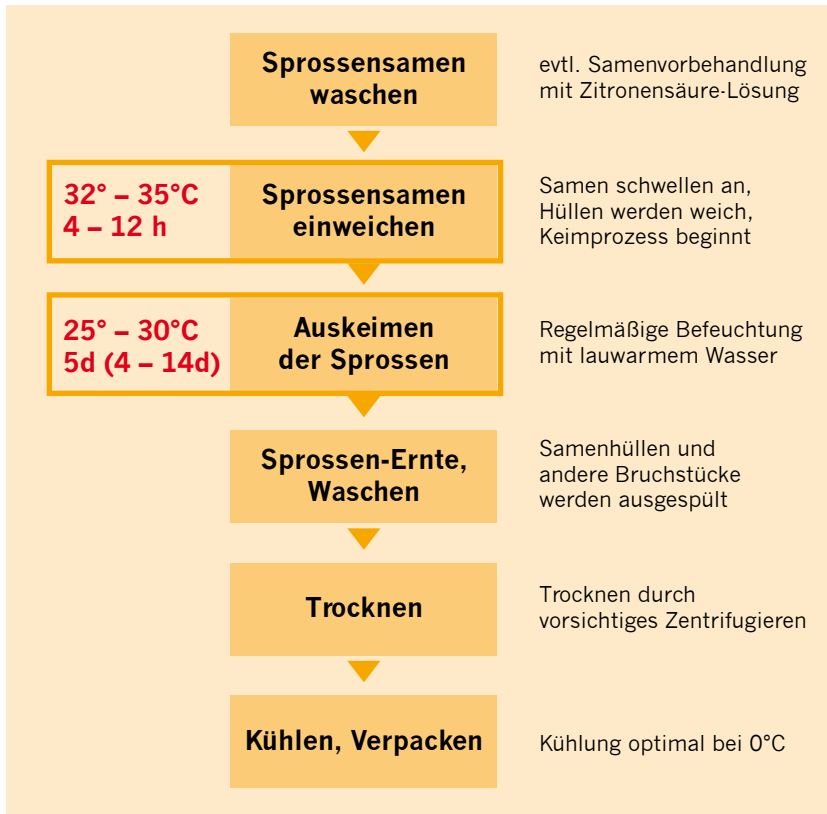 Sprossensamen
waschen
evtl. Samenvorbehandlung
mit Zitronensäure-Lösung
32° – 35°C
4 – 12 h
Sprossensamen
einweichen
Samen schwellen an,
Hüllen werden weich,
Keimprozess beginnt
25° – 30°C
5d (4 – 14d)
Auskeimen
der Sprossen
Regelmäßige Befeuchtung
mit lauwarmem Wasser
Sprossen-Ernte,
Waschen
Samenhüllen und
andere Bruchstücke
werden ausgespült
Trocknen
Trocknen durch
vorsichtiges Zentrifugieren
Kühlen, Verpacken
Kühlung optimal bei 0°C